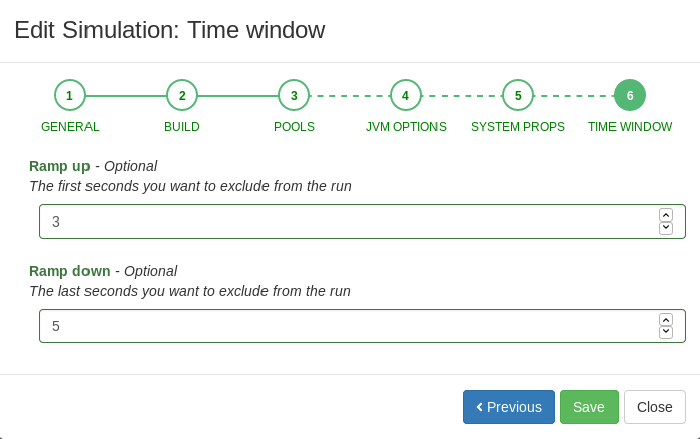 Edit Simulation: Time window
1 2 3 4 5 6
GENERAL BUILD POOLS JVM OPTIONS SYSTEM PROPS TIME WINDOW
Ramp up - Optional
The first seconds you want to exclude from the run
3
Ramp down - Optional
The last seconds you want to exclude from the run
5
Previous Save Close